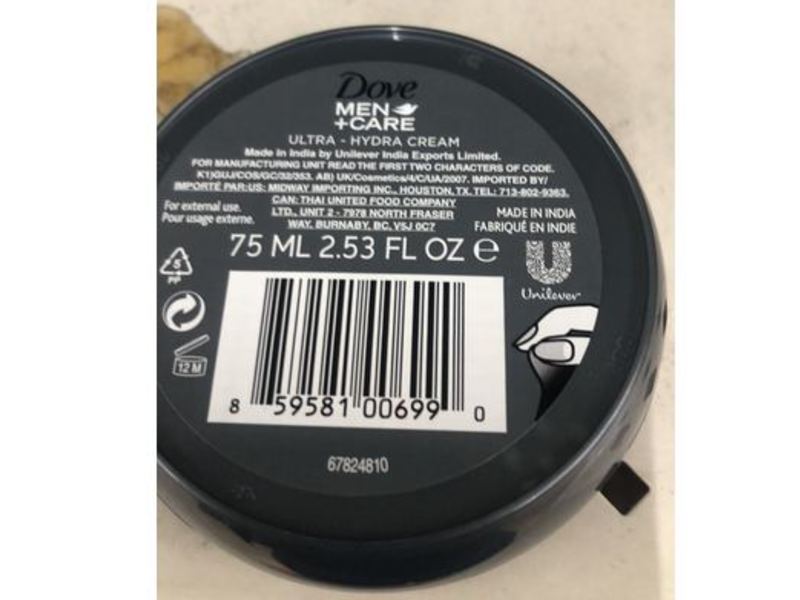 Dove
MEN
+CARE
ULTRA - HYDRA CREAM
Made in India by Unilever India Exports Limited.
FOR MANUFACTURING UNIT READ THE FIRST TWO CHARACTERS OF CODE.
K1)GUJ/COS/GC/32/353. AB) UK/Cosmetics/4/C/UA/2007. IMPORTED BY/
IMPORTÉ PAR:US: MIDWAY IMPORTING INC., HOUSTON, TX. TEL: 713-802-9363.
CAN: THAI UNITED FOOD COMPANY
LTD., UNIT 2 - 7978 NORTH FRASER
WAY, BURNABY, BC, V5J 0C7
For external use.
Pour usage externe.
MADE IN INDIA
FABRIQUÉ EN INDIE
75 ML 2.53 FL OZ e
Unilever
5
PP
12 M
8 59581 00699 0
67824810